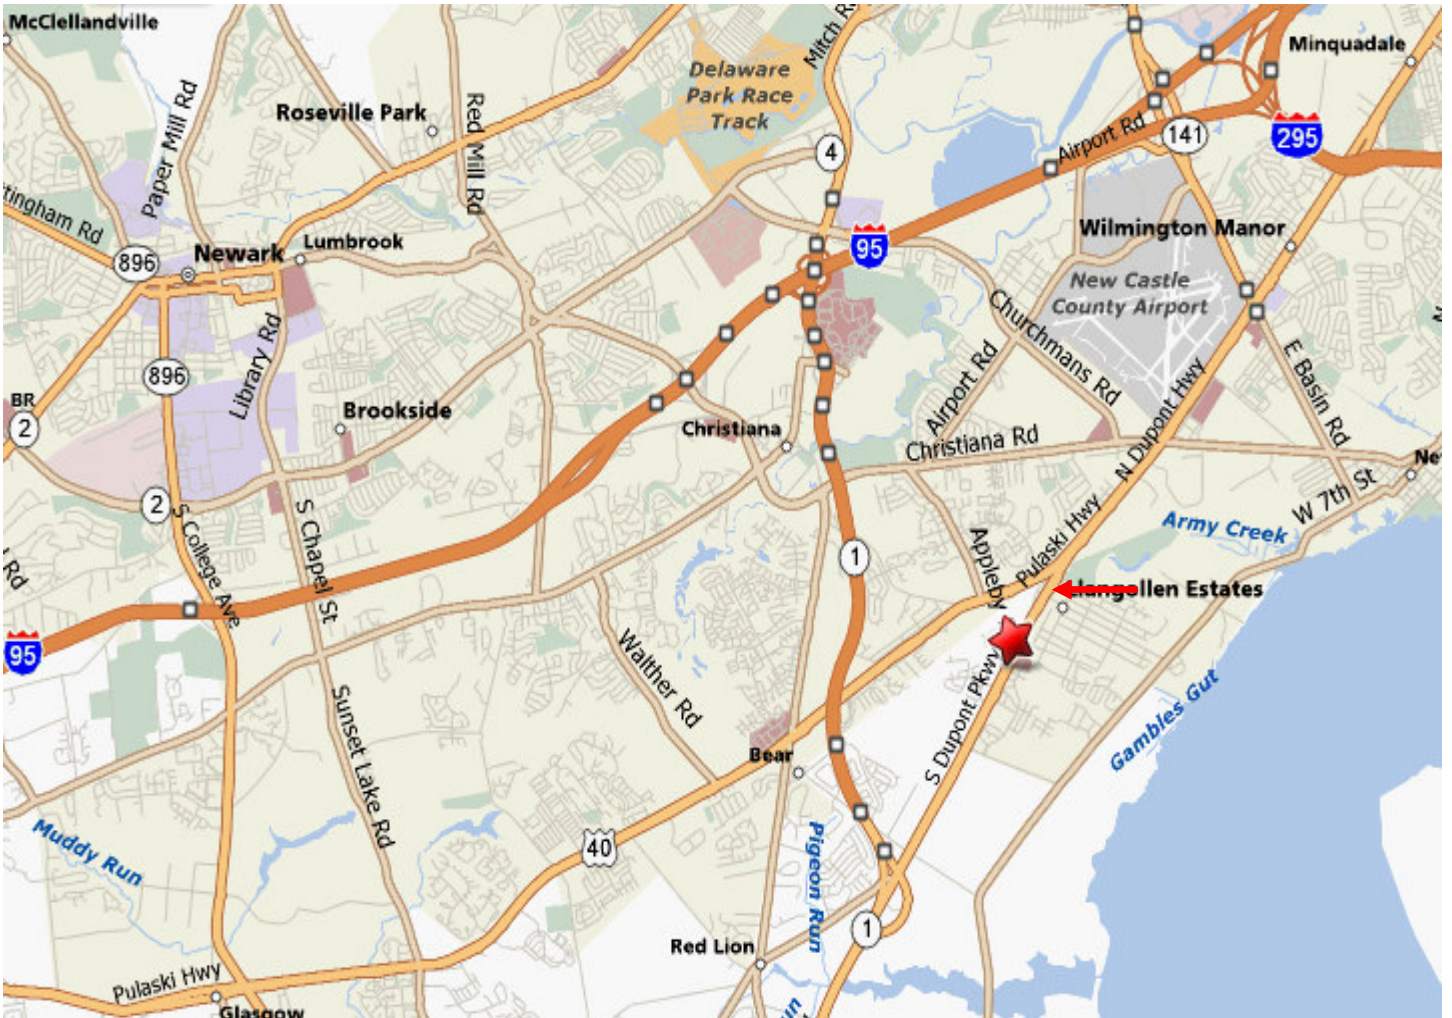 McClellandville
Minquadale
Mitch R
Delaware
Park Race
Track
Roseville Park
Red Mill Rd
Paper Mill Rd
Airport Rd
141
295
4
tingham Rd
Wilmington Manor
Lumbrook
Newark
896
95
New Castle
County Airport
Churchmans Rd
Library Rd
896
Airport Rd
E Basin Rd
N Dupont Hwy
BR
2
Brookside
Christiana
Christiana Rd
Ne
W 7th St
2
S College Ave
S Chapel St
Army Creek
Pulaski Hwy
Appleby
1
Rd
llen Estates
95
Walther Rd
S Dupont Pkwy
Gambles Gut
Sunset Lake Rd
Bear
Muddy Run
40
Pigeon Run
Red Lion
1
Pulaski Hwy
Glasgow
un